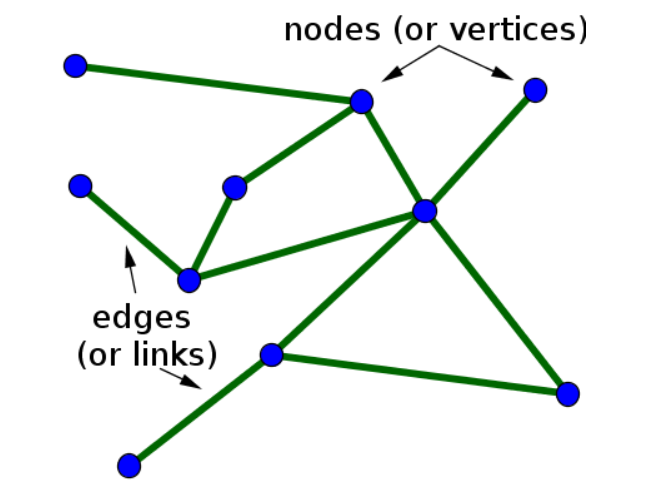 nodes (or vertices)
edges
(or links)